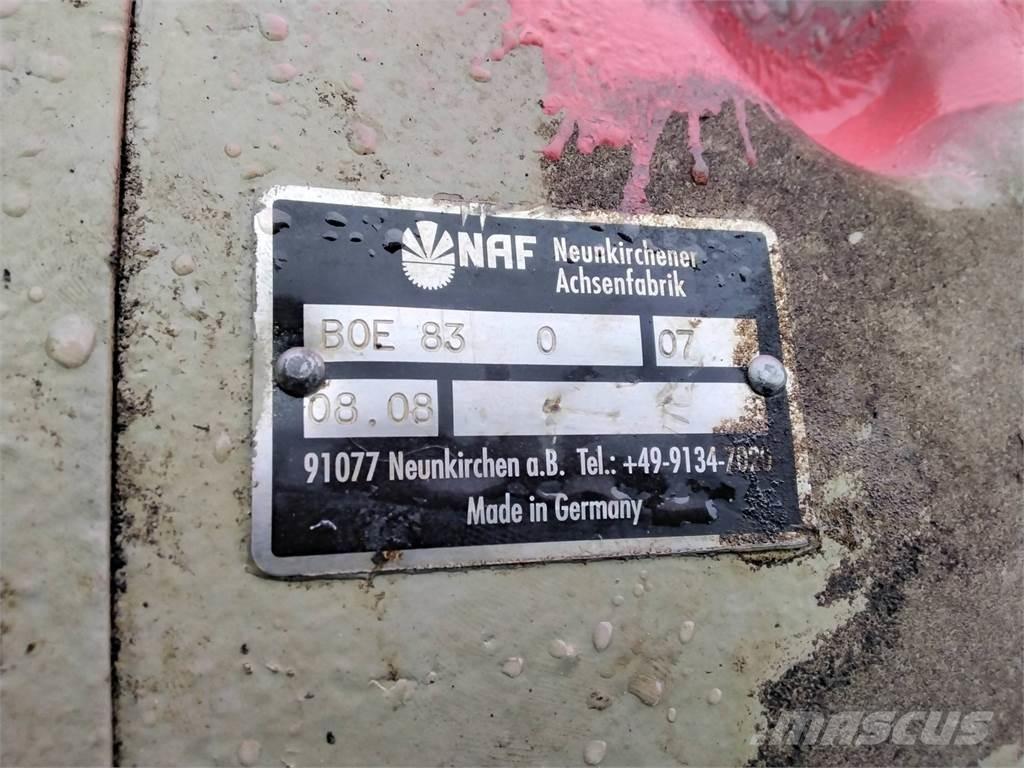 NAF Neunkirchener
Achsenfabrik
BOE 83 0 07
08.08
91077 Neunkirchen a.B. Tel.: +49-9134-7020
Made in Germany
MASCUS